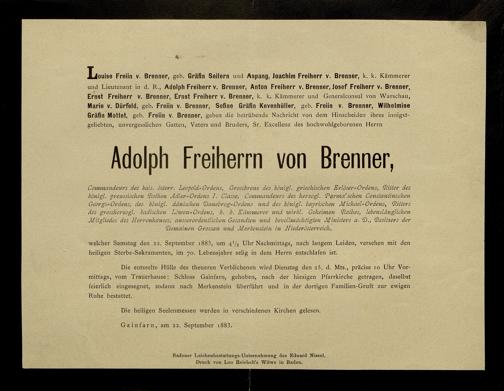 Louise Freiin v. Brenner, geb. Gräfin Seilern und Aspang, Joachim Freiherr v. Brenner, k. k. Kämmerer
und Lieutenant in d. R., Adolph Freiherr v. Brenner, Anton Freiherr v. Brenner, Josef Freiherr v. Brenner,
Ernst Freiherr v. Brenner, Ernst Freiherr v. Brenner, k. k. Kämmerer und Generalconsul von Warschau,
Marie v. Dürfeld, geb. Freiin v. Brenner, Sofine Gräfin Kevenhüller, geb. Freiin v. Brenner, Wilhelmine
Gräfin Mottet, geb. Freiin v. Brenner, geben die betrübende Nachricht von dem Hinscheiden ihres innigst-
geliebten, unvergesslichen Gatten, Vaters und Bruders, Sr. Excellenz des hochwohlgeborenen Herrn
Adolph Freiherrn von Brenner,
Commandeurs des kais. österr. Leopold-Ordens, Grosskreuz des königl. griechischen Erlöser-Ordens, Ritter des
königl. preussischen Rothen Adler-Ordens I. Classe, Commandeurs des herzogl. Parma'schen Constantinischen
Georgs-Ordens, des königl. dänischen Danebrog-Ordens und des königl. bayrischen Michael-Ordens, Ritters
des grossherzogl. badischen Löwen-Ordens, k. k. Kämmerer und wirkl. Geheimen Rathes, lebenslänglichen
Mitgliedes des Herrenhauses, ausserordentlichen Gesandten und bevollmächtigten Ministers a. D., Besitzers der
Domainen Grossau und Merkenstein in Niederösterreich,
welcher Samstag den 22. September 1883, um 4½ Uhr Nachmittags, nach langem Leiden, versehen mit den
heiligen Sterbe-Sakramenten, im 70. Lebensjahre selig in dem Herrn entschlafen ist.
Die entseelte Hülle des theueren Verblichenen wird Dienstag den 25. d. Mts., präcise 10 Uhr Vor-
mittags, vom Trauerhause: Schloss Gainfarn, gehoben, nach der hiesigen Pfarrkirche getragen, daselbst
feierlich eingesegnet, sodann nach Merkenstein überführt und in der dortigen Familien-Gruft zur ewigen
Ruhe bestattet.
Die heiligen Seelenmessen wurden in verschiedenen Kirchen gelesen.
Gainfarn, am 22. September 1883.
Badener Leichenbestattungs-Unternehmung des Eduard Nissel.
Druck von Leo Reichelt's Witwe in Baden.